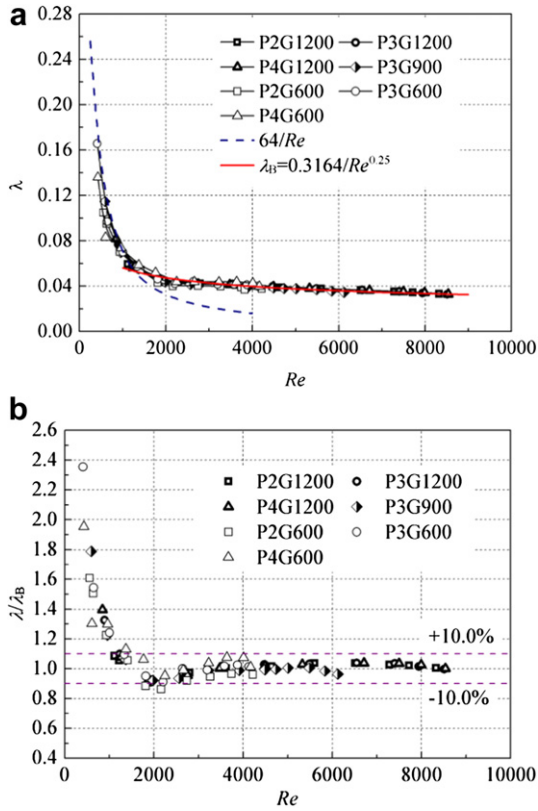 a
0.28
0.24
0.20
0.16
0.12
0.08
0.04
0.00
λ
P2G1200 P3G1200
P4G1200 P3G900
P2G600 P3G600
P4G600
64/Re
λB=0.3164/Re^0.25
0 2000 4000 6000 8000 10000
Re
b
2.6
2.4
2.2
2.0
1.8
1.6
1.4
1.2
1.0
0.8
0.6
0.4
λ/λB
P2G1200 P3G1200
P4G1200 P3G900
P2G600 P3G600
P4G600
+10.0%
-10.0%
0 2000 4000 6000 8000 10000
Re